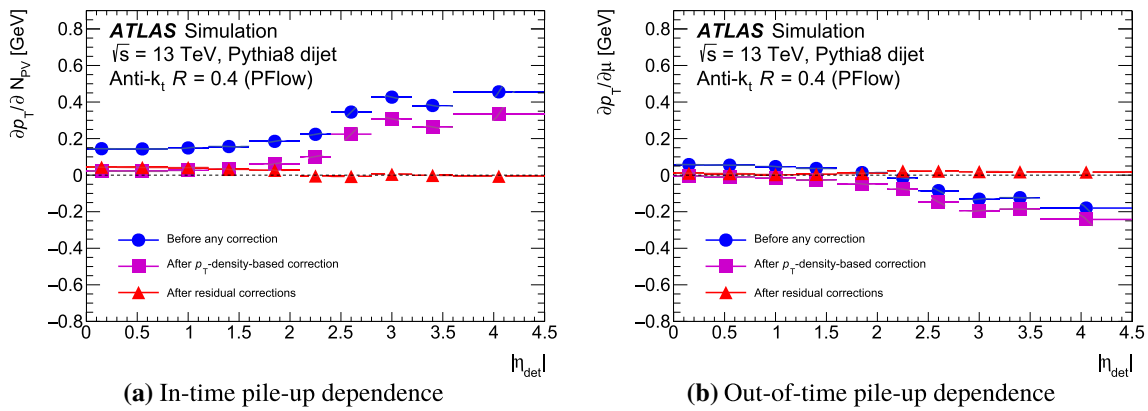 ATLAS Simulation
√s = 13 TeV, Pythia8 dijet
Anti-kt R = 0.4 (PFlow)
∂pT/∂ NPV [GeV]
0.8
0.6
0.4
0.2
0
−0.2
−0.4
−0.6
−0.8
Before any correction
After pT-density-based correction
After residual corrections
0 0.5 1 1.5 2 2.5 3 3.5 4 4.5
|ηdet|
(a) In-time pile-up dependence
ATLAS Simulation
√s = 13 TeV, Pythia8 dijet
Anti-kt R = 0.4 (PFlow)
∂pT/∂μ [GeV]
0.8
0.6
0.4
0.2
0
−0.2
−0.4
−0.6
−0.8
Before any correction
After pT-density-based correction
After residual corrections
0 0.5 1 1.5 2 2.5 3 3.5 4 4.5
|ηdet|
(b) Out-of-time pile-up dependence